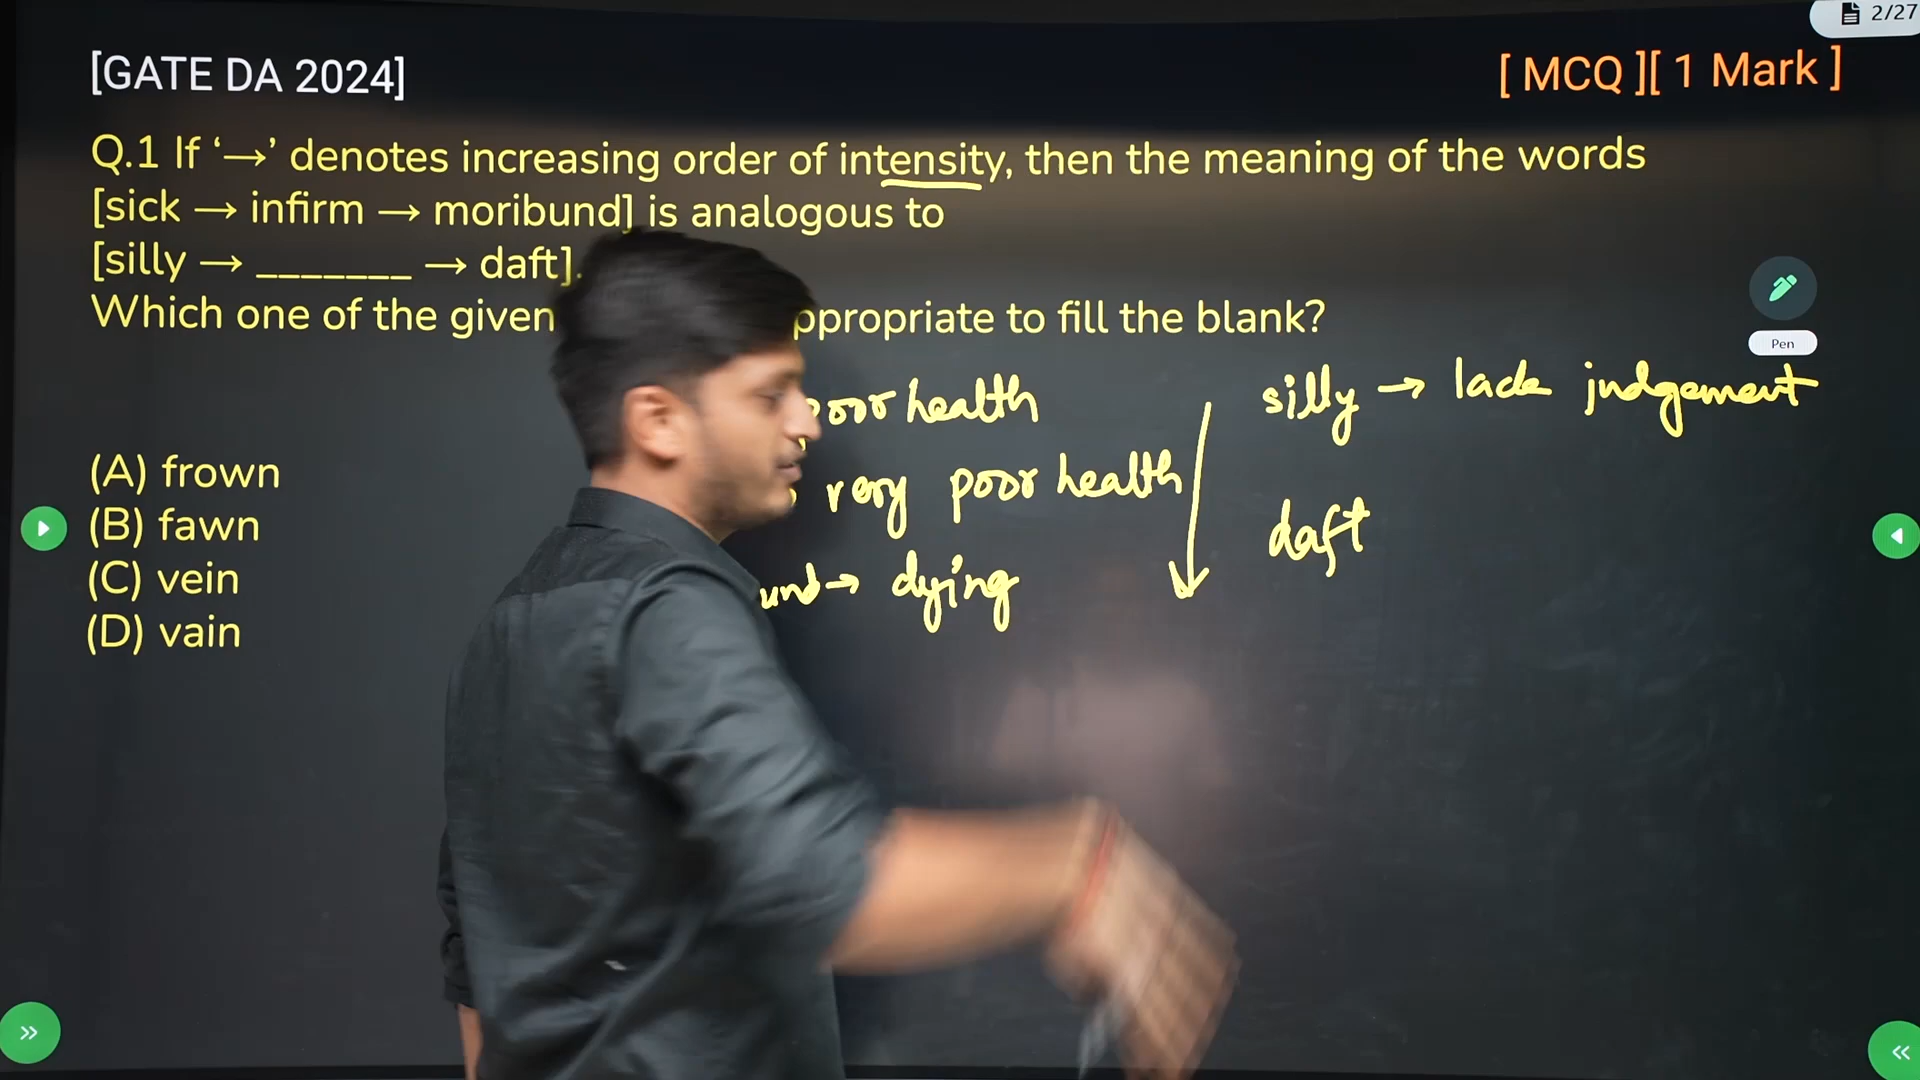 2/27
[GATE DA 2024]
[ MCQ ][ 1 Mark ]
Q.1 If ‘→’ denotes increasing order of intensity, then the meaning of the words
[sick → infirm → moribund] is analogous to
[silly → _______ → daft].
Which one of the given ppropriate to fill the blank?
Pen
poor health
silly → lack judgement
(A) frown
very poor health
(B) fawn
daft
(C) vein
und → dying
(D) vain